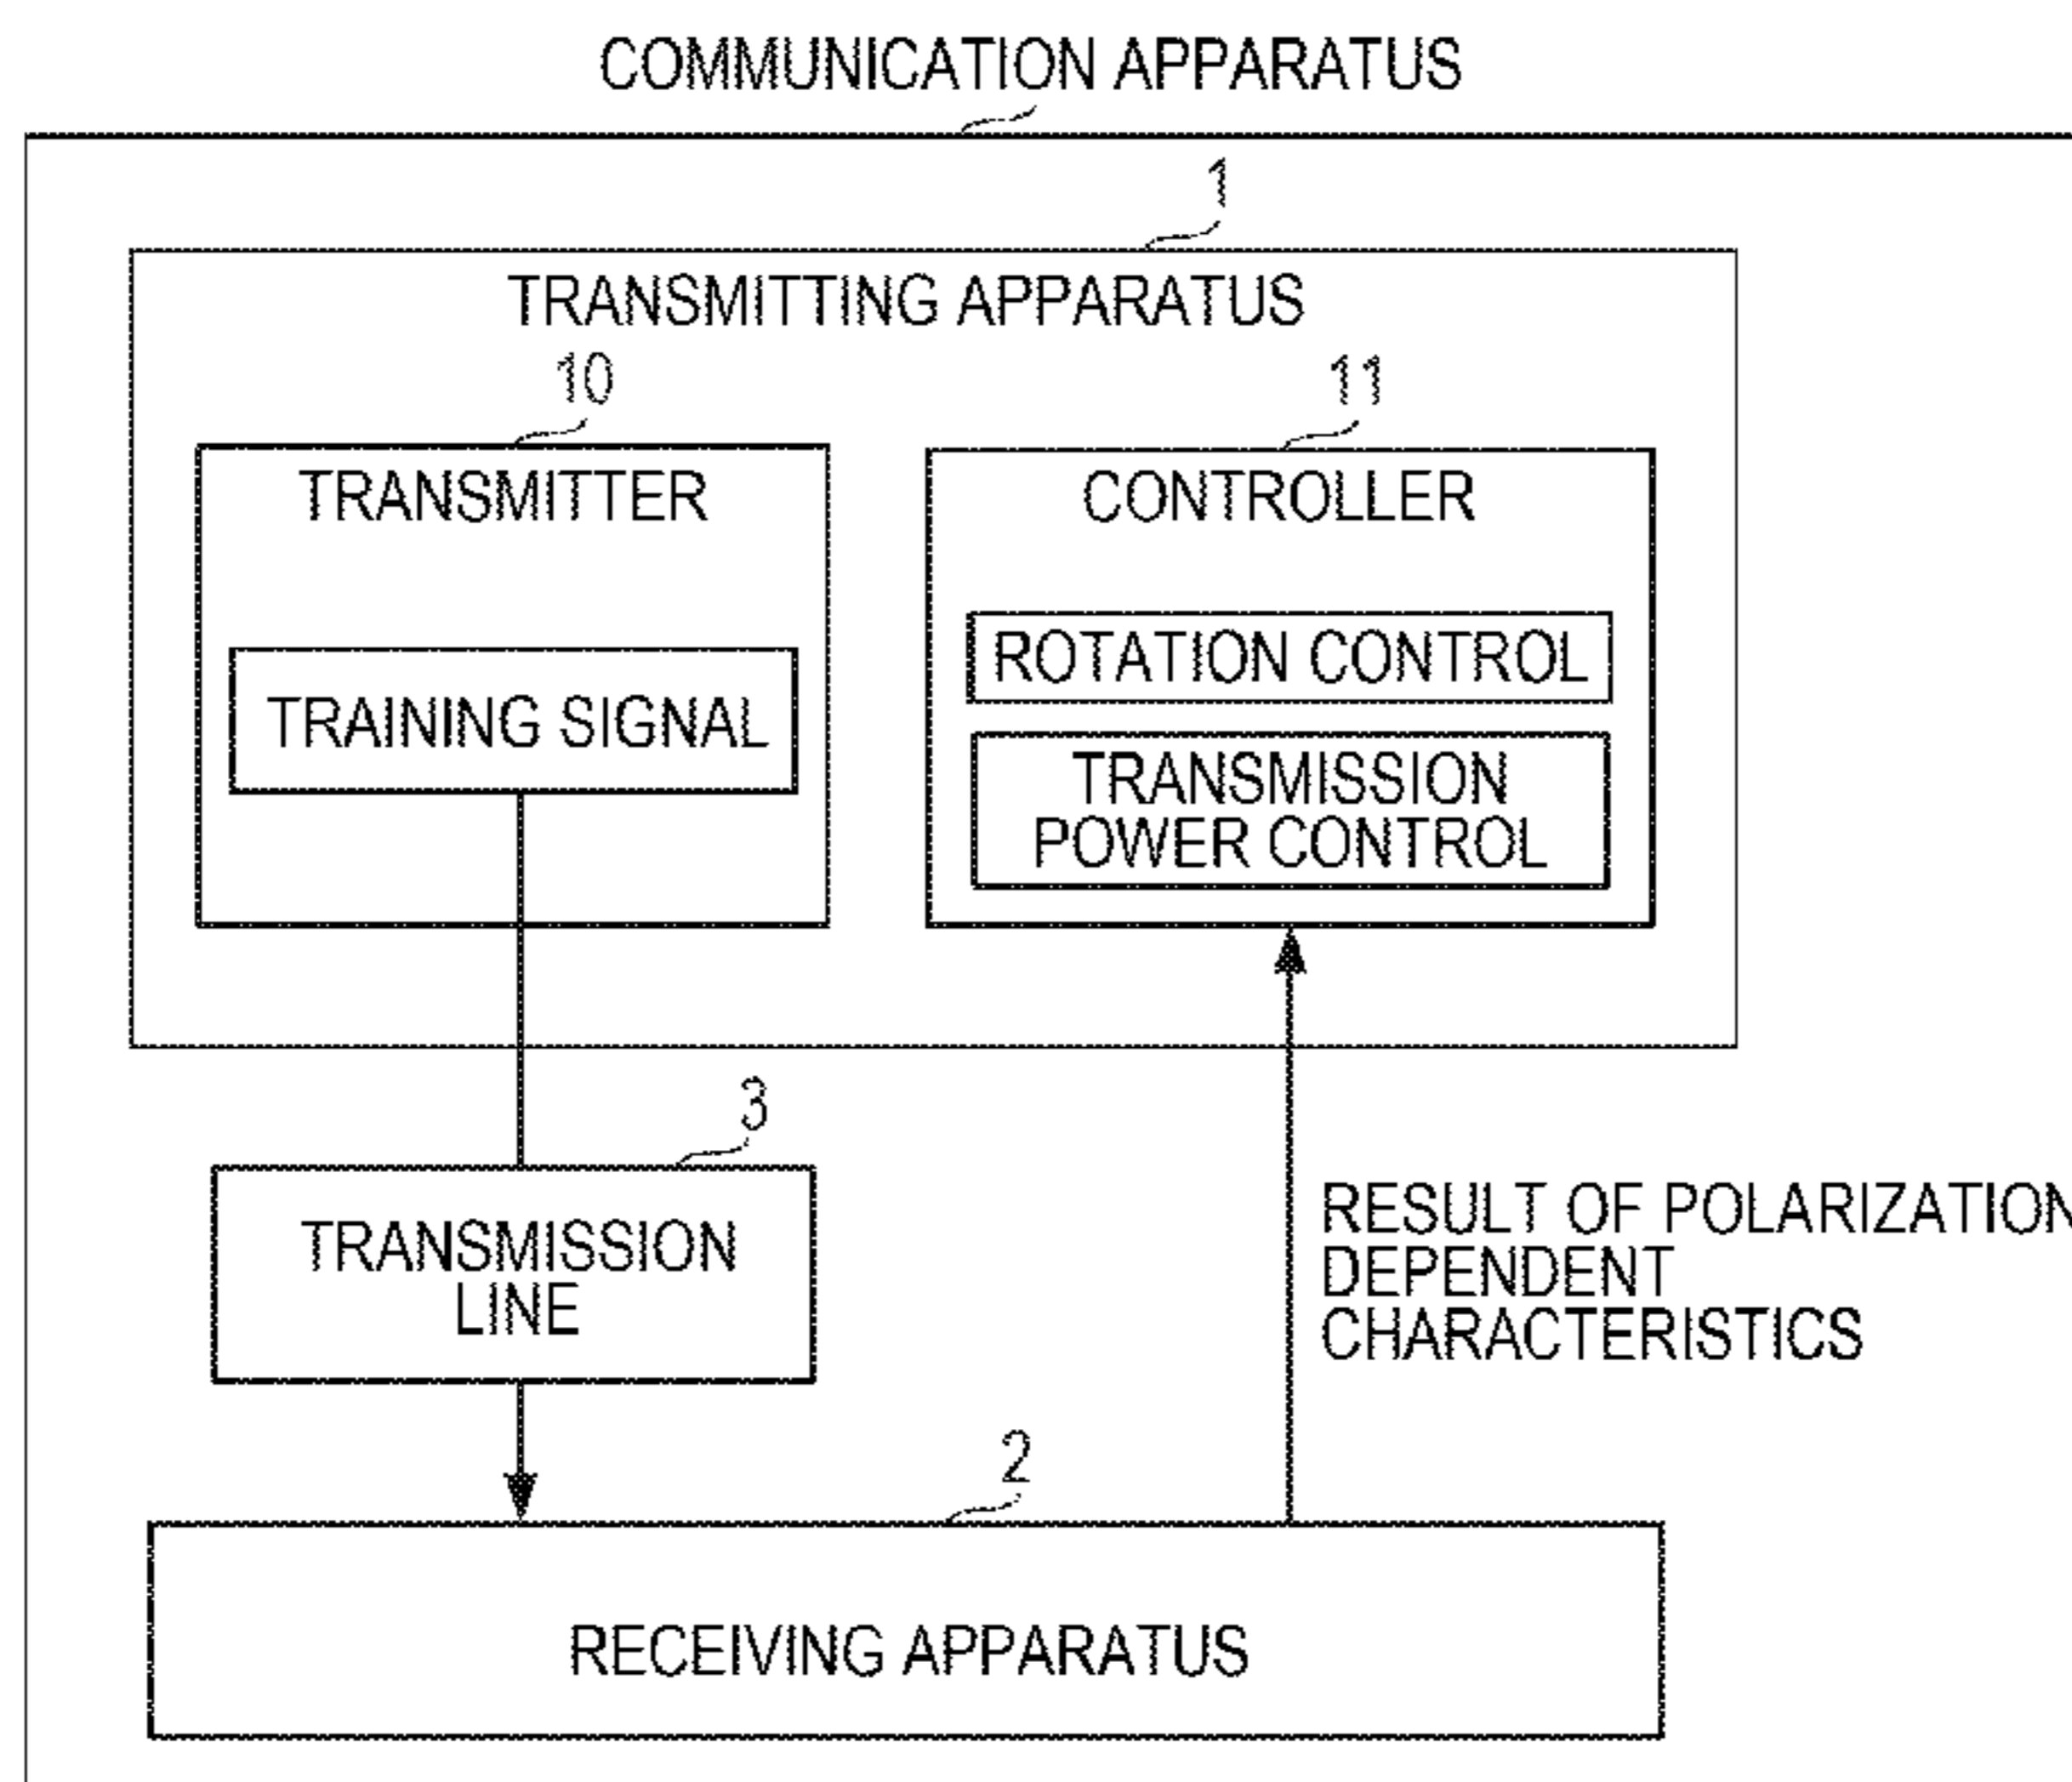 COMMUNICATION APPARATUS
1
TRANSMITTING APPARATUS
10
11
TRANSMITTER
CONTROLLER
TRAINING SIGNAL
ROTATION CONTROL
TRANSMISSION
POWER CONTROL
3
TRANSMISSION
LINE
RESULT OF POLARIZATION
DEPENDENT
CHARACTERISTICS
2
RECEIVING APPARATUS